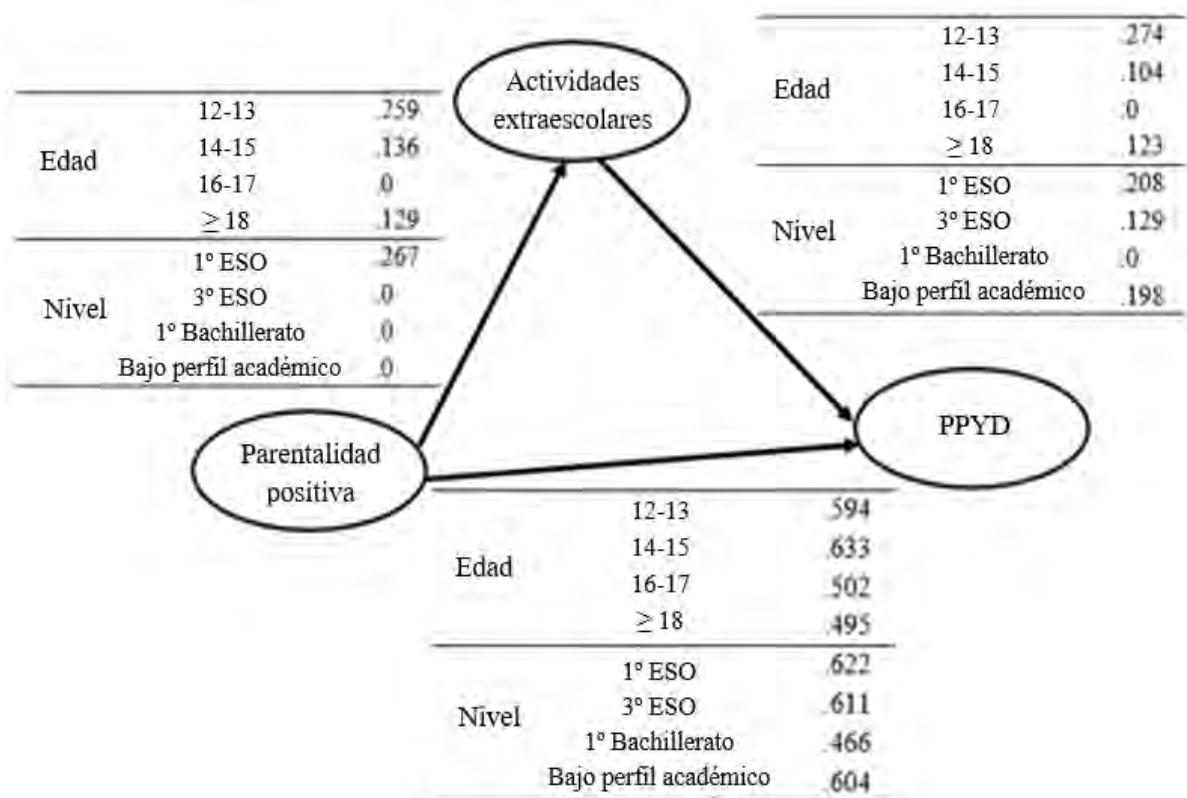 Actividades
extraescolares
Edad
12-13 .259
14-15 .136
16-17 .0
≥ 18 .129
Nivel
1º ESO .267
3º ESO .0
1º Bachillerato .0
Bajo perfil académico .0
Edad
12-13 .274
14-15 .104
16-17 .0
≥ 18 .123
Nivel
1º ESO .208
3º ESO .129
1º Bachillerato .0
Bajo perfil académico .198
Parentalidad
positiva
PPYD
Edad
12-13 .594
14-15 .633
16-17 .502
≥ 18 .495
Nivel
1º ESO .622
3º ESO .611
1º Bachillerato .466
Bajo perfil académico .604